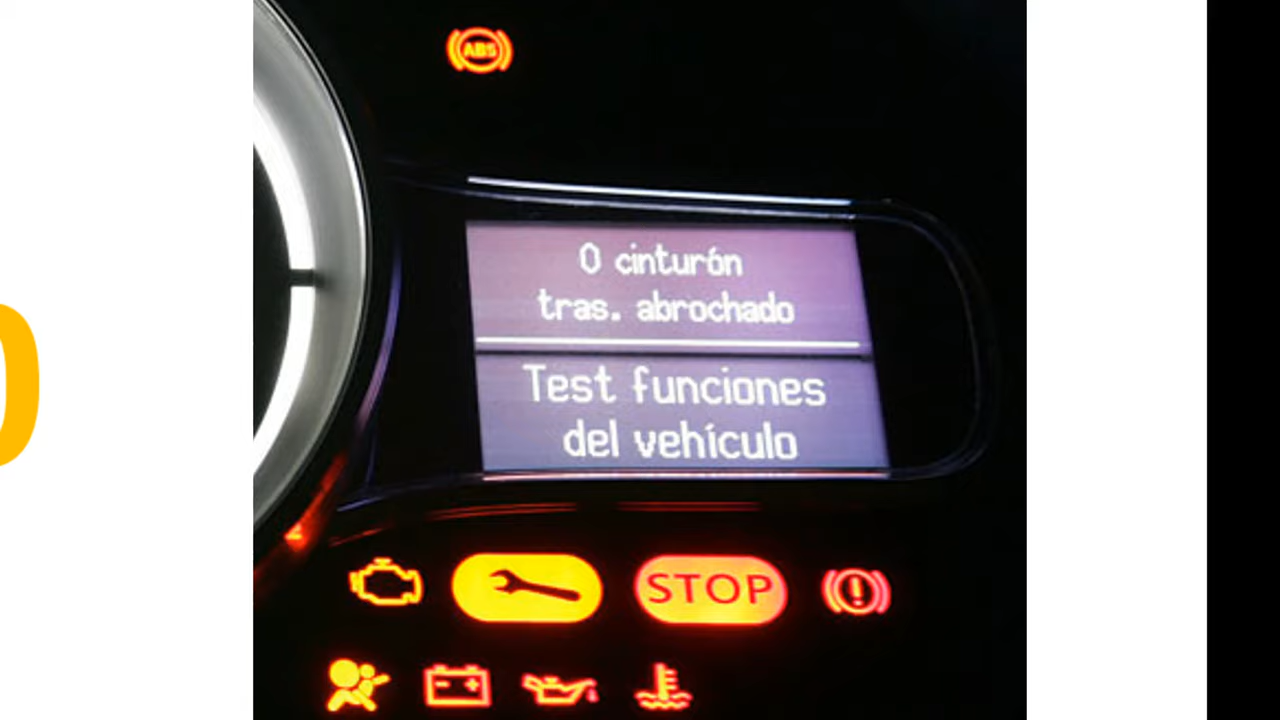 ABS
0 cinturón
tras. abrochado
Test funciones
del vehículo
STOP